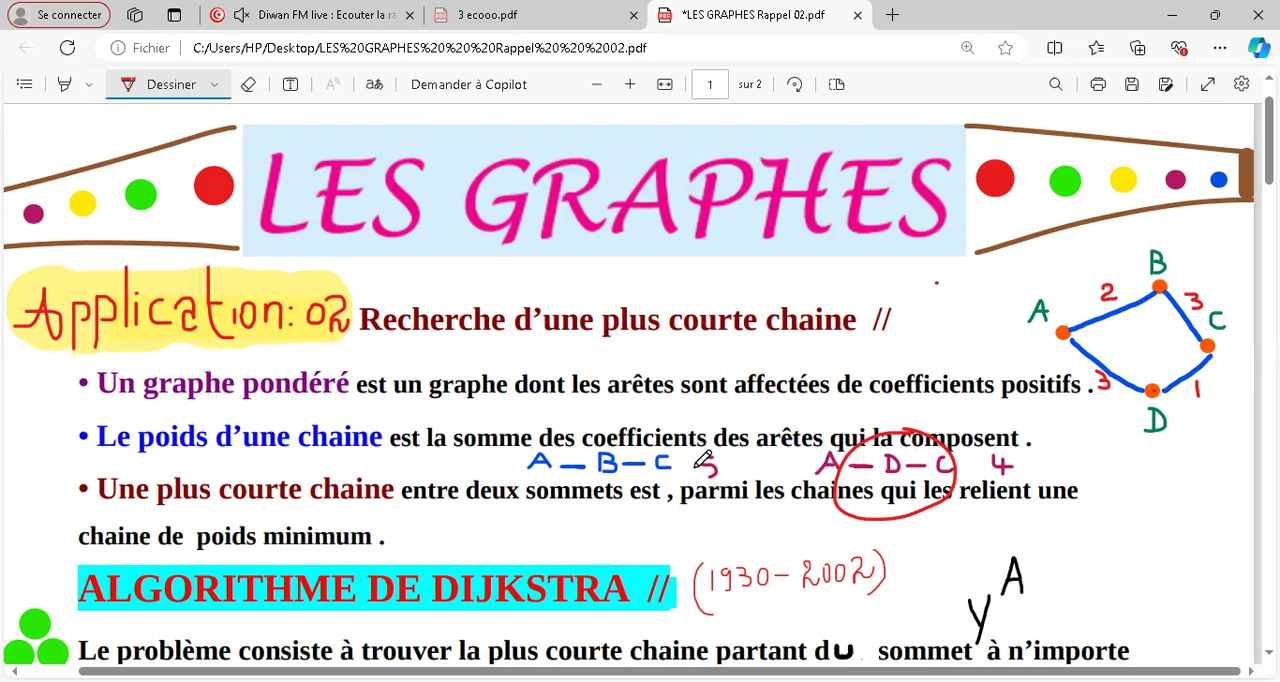 Se connecter
Diwan FM live : Ecouter la ra
3 ecooo.pdf
*LES GRAPHES Rappel 02.pdf
Fichier
C:/Users/HP/Desktop/LES%20GRAPHES%20%20%20Rappel%20%20%2002.pdf
Dessiner
aあ
Demander à Copilot
1
sur 2
LES GRAPHES
Application: 02 Recherche d’une plus courte chaine //
B
2
3
A
C
3
1
D
• Un graphe pondéré est un graphe dont les arêtes sont affectées de coefficients positifs .
• Le poids d’une chaine est la somme des coefficients des arêtes qui la composent .
A — B — C 5 A — D — C 4
• Une plus courte chaine entre deux sommets est , parmi les chaines qui les relient une
chaine de poids minimum .
ALGORITHME DE DIJKSTRA // (1930 - 2002)
A
y
Le problème consiste à trouver la plus courte chaine partant du sommet à n’importe